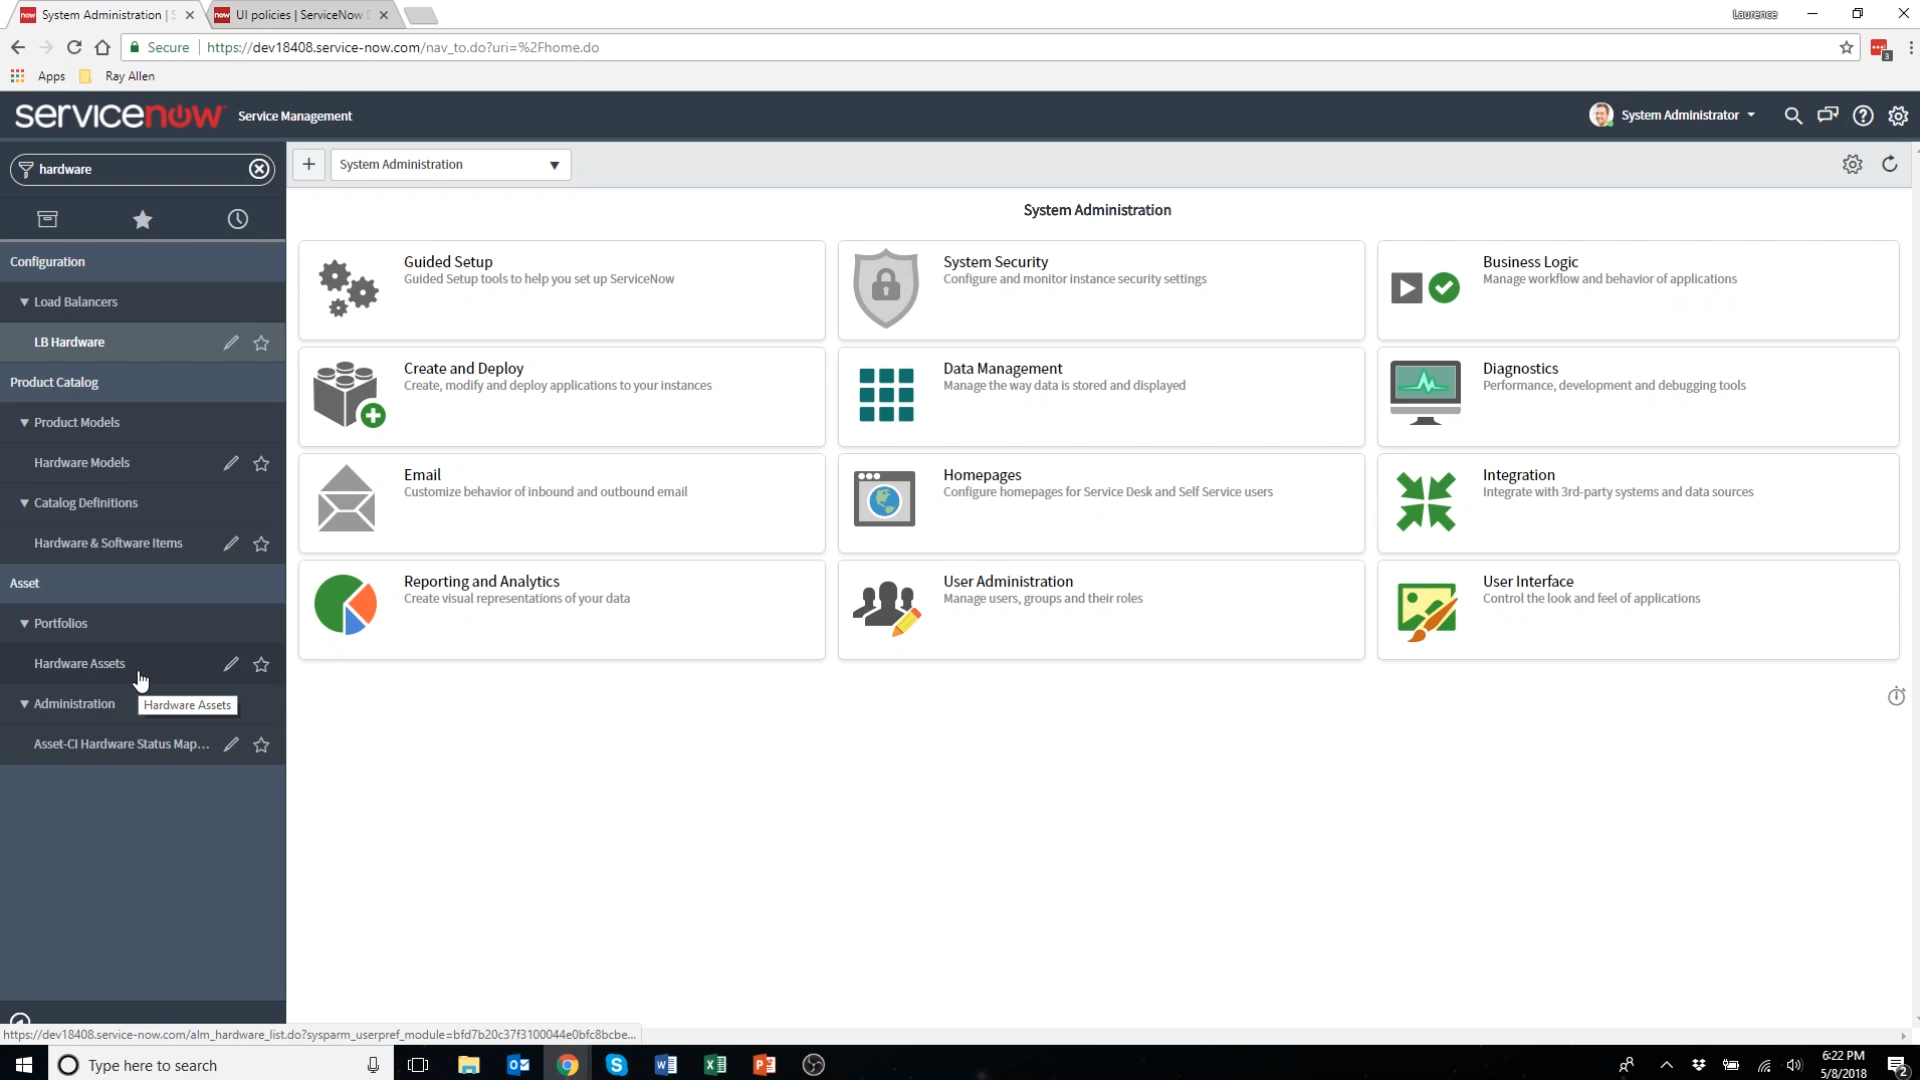 System Administration | S
UI policies | ServiceNow D
Laurence
Secure
https://dev18408.service-now.com/nav_to.do?uri=%2Fhome.do
3
Apps
Ray Allen
servicenow
Service Management
System Administrator
hardware
System Administration
System Administration
Configuration
Load Balancers
LB Hardware
Product Catalog
Product Models
Hardware Models
Catalog Definitions
Hardware & Software Items
Asset
Portfolios
Hardware Assets
Administration
Hardware Assets
Asset-CI Hardware Status Map...
Guided Setup
Guided Setup tools to help you set up ServiceNow
System Security
Configure and monitor instance security settings
Business Logic
Manage workflow and behavior of applications
Create and Deploy
Create, modify and deploy applications to your instances
Data Management
Manage the way data is stored and displayed
Diagnostics
Performance, development and debugging tools
Email
Customize behavior of inbound and outbound email
Homepages
Configure homepages for Service Desk and Self Service users
Integration
Integrate with 3rd-party systems and data sources
Reporting and Analytics
Create visual representations of your data
User Administration
Manage users, groups and their roles
User Interface
Control the look and feel of applications
https://dev18408.service-now.com/alm_hardware_list.do?sysparm_userpref_module=bfd7b20c37f3100044e0bfc8bcbe...
Type here to search
6:22 PM
5/8/2018
2